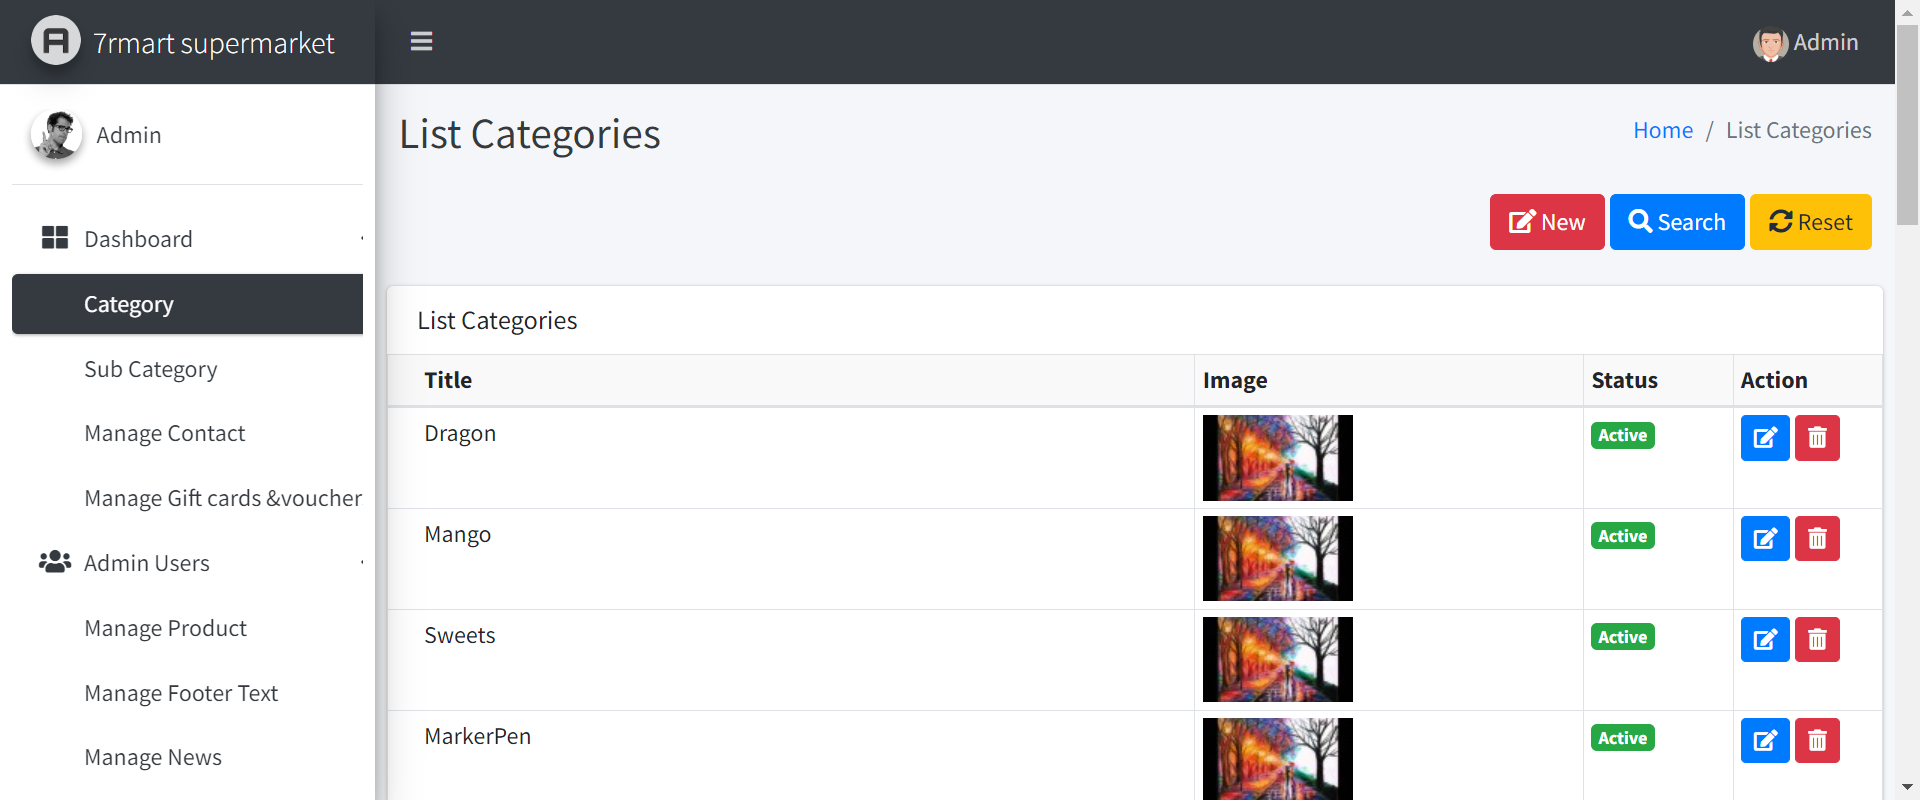 7rmart supermarket
Admin
Admin
List Categories
Home / List Categories
New
Search
Reset
Dashboard
Category
Sub Category
Manage Contact
Manage Gift cards &voucher
Admin Users
Manage Product
Manage Footer Text
Manage News
List Categories
Title Image Status Action
Dragon Active
Mango Active
Sweets Active
MarkerPen Active